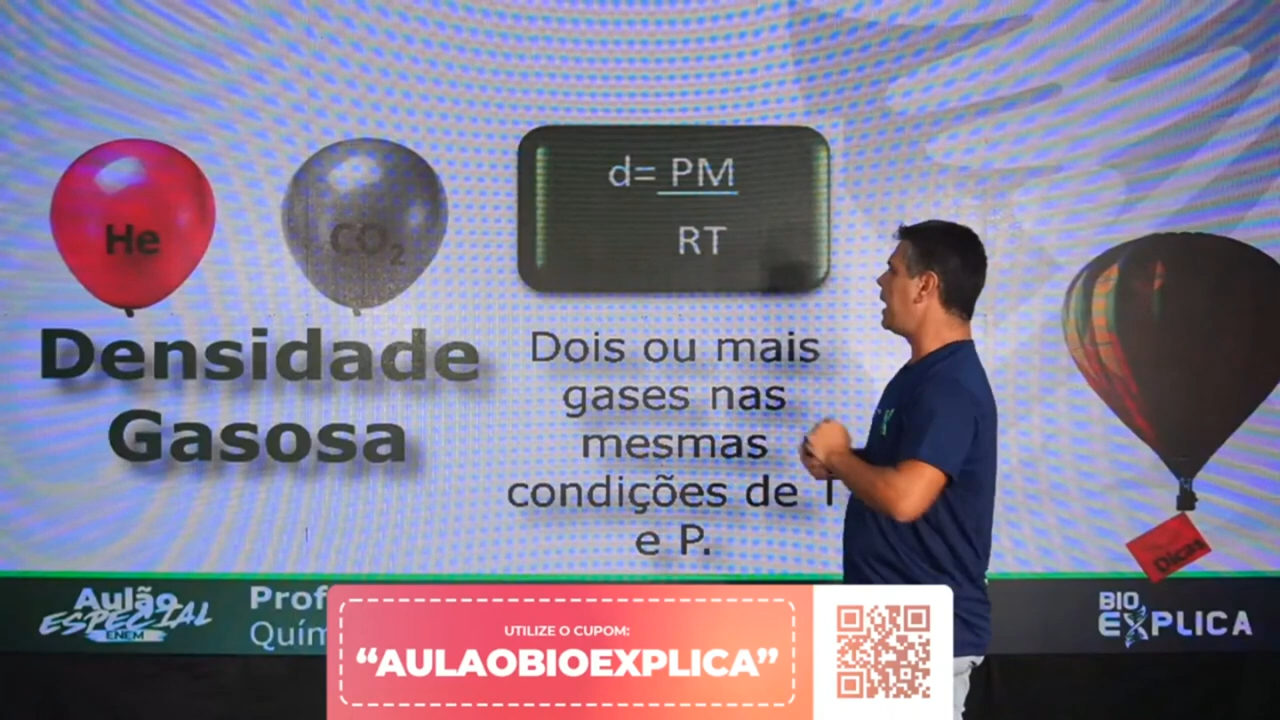 He
CO₂
Densidade
Gasosa
d= PM
RT
Dois ou mais
gases nas
mesmas
condições de T
e P.
Dicas
Aulão
ESPECIAL
ENEM
Prof
Quím
UTILIZE O CUPOM:
“AULAOBIOEXPLICA”
BIO
EXPLICA